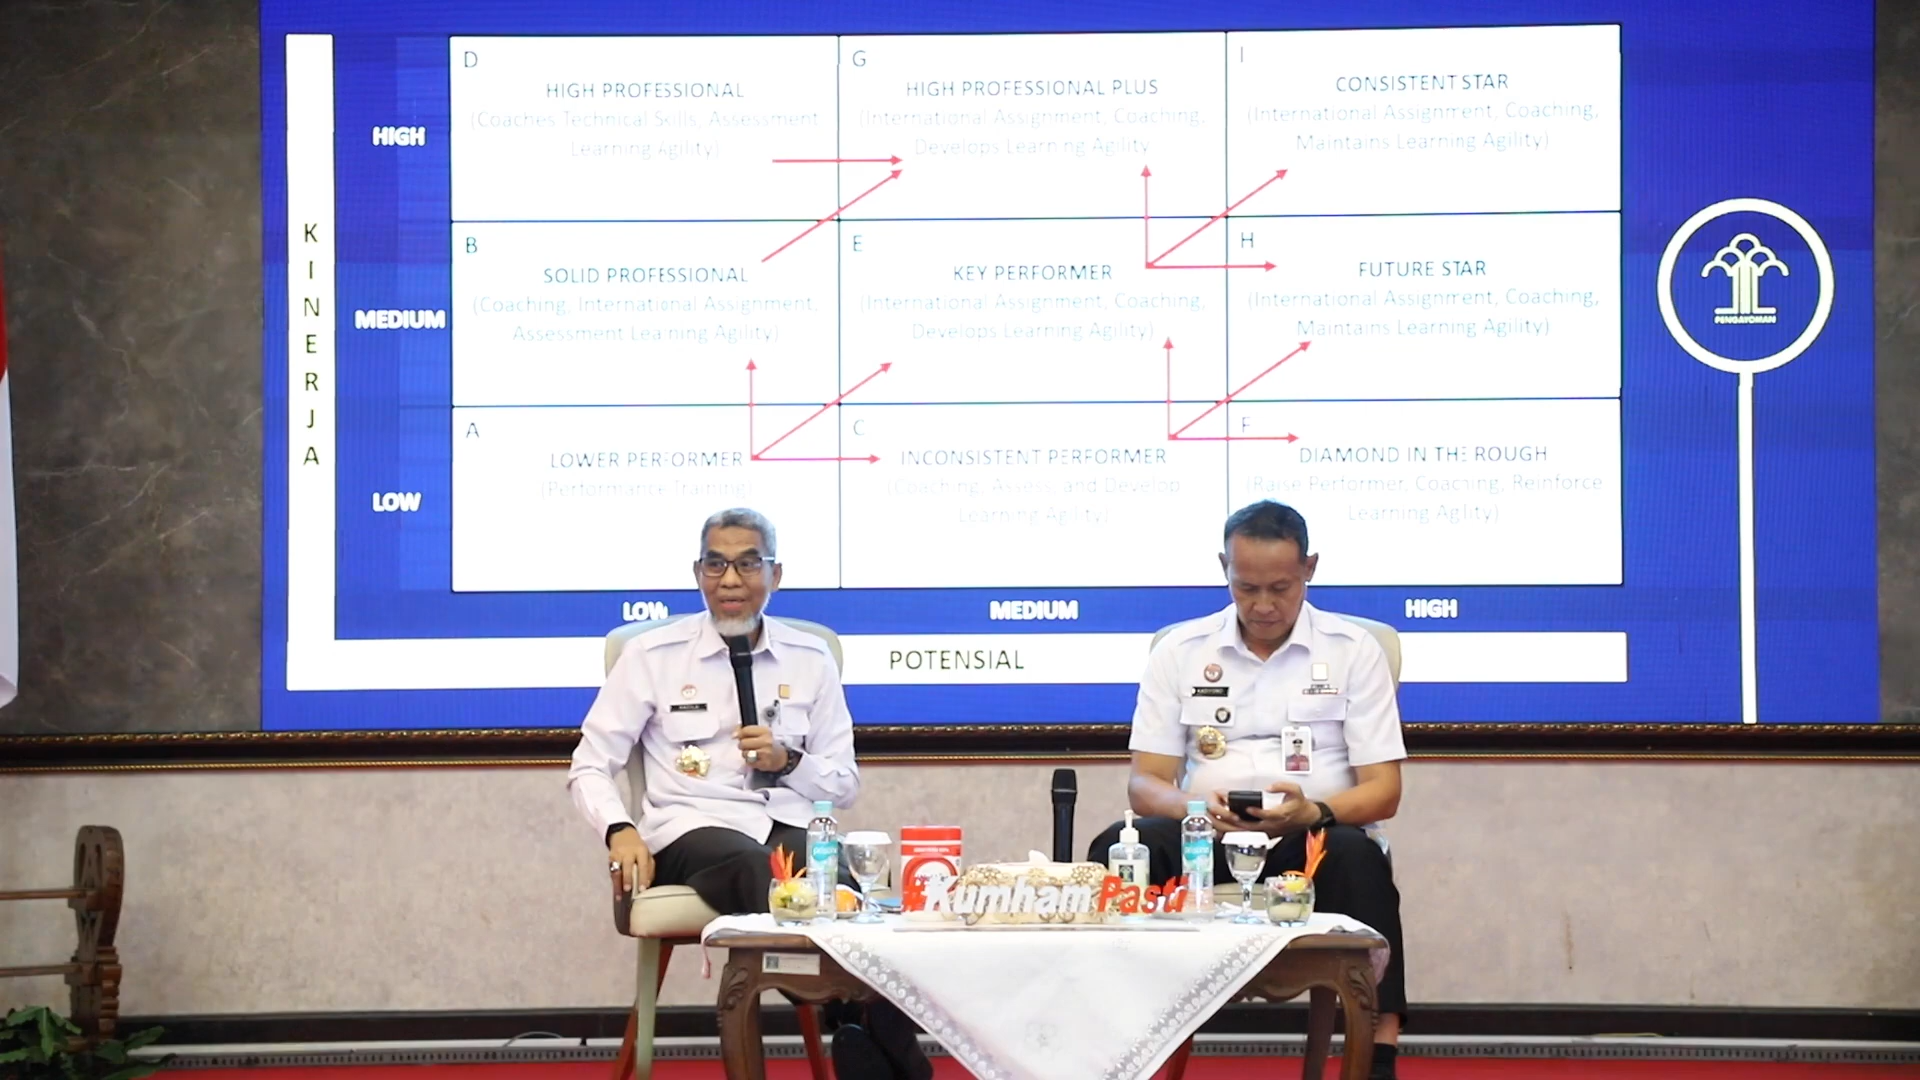 D
HIGH PROFESSIONAL
(Coaches Technical Skills, Assessment
Learning Agility)
G
HIGH PROFESSIONAL PLUS
(International Assignment, Coaching,
Develops Learning Agility
I
CONSISTENT STAR
(International Assignment, Coaching,
Maintains Learning Agility)
HIGH
B
SOLID PROFESSIONAL
(Coaching, International Assignment,
Assessment Learning Agility)
E
KEY PERFORMER
(International Assignment, Coaching,
Develops Learning Agility)
H
FUTURE STAR
(International Assignment, Coaching,
Maintains Learning Agility)
MEDIUM
A
LOWER PERFORMER
(Performance Training)
C
INCONSISTENT PERFORMER
(Coaching, Assess, and Develop
Learning Agility)
F
DIAMOND IN THE ROUGH
(Raise Performer, Coaching, Reinforce
Learning Agility)
LOW
KINERJA
LOW
MEDIUM
HIGH
POTENSIAL
PENGAYOMAN
#Kumham Pasti